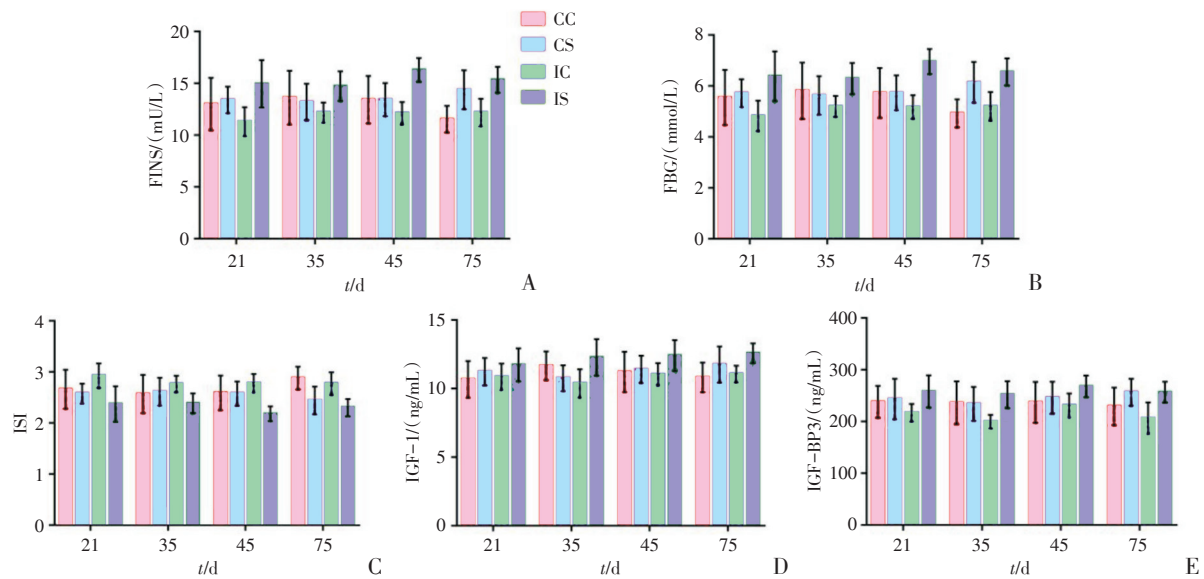 CC
CS
IC
IS
20
15
10
5
0
FINS/(mU/L)
21 35 45 75
t/d
A
8
6
4
2
0
FBG/(mmol/L)
21 35 45 75
t/d
B
4
3
2
1
0
ISI
21 35 45 75
t/d
C
15
10
5
0
IGF-1/(ng/mL)
21 35 45 75
t/d
D
400
300
200
100
0
IGF-BP3/(ng/mL)
21 35 45 75
t/d
E